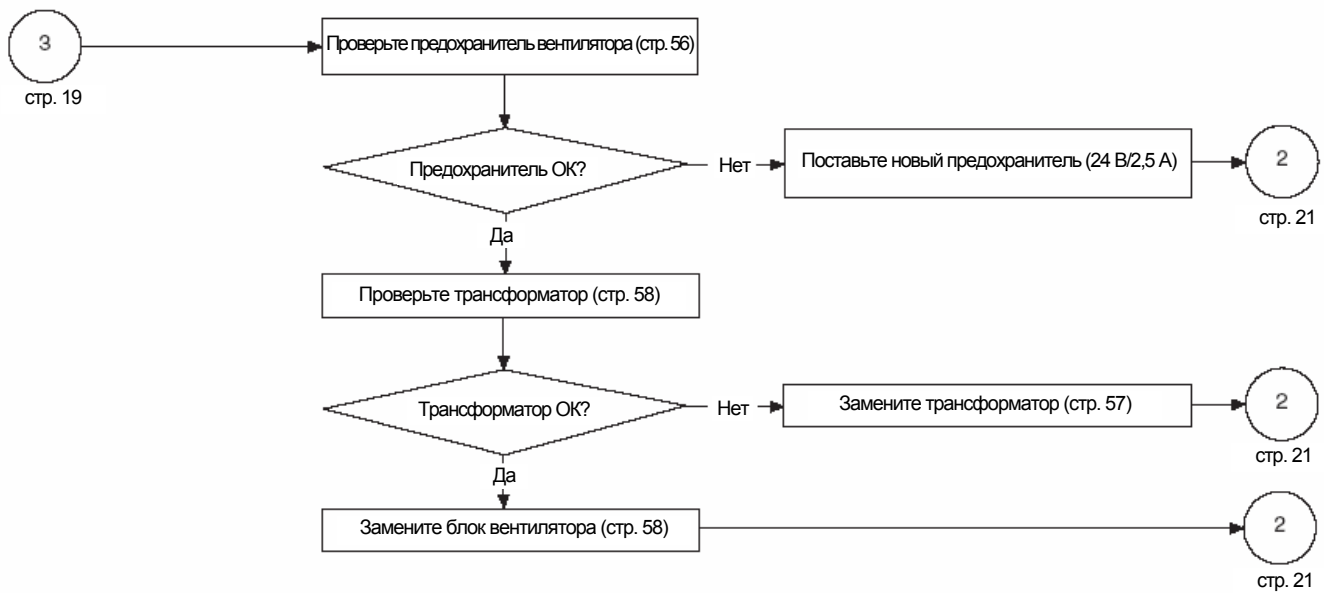 3
Проверьте предохранитель вентилятора (стр. 56)
стр. 19
Предохранитель ОК?
Нет
Поставьте новый предохранитель (24 В/2,5 А)
2
стр. 21
Да
Проверьте трансформатор (стр. 58)
Трансформатор ОК?
Нет
Замените трансформатор (стр. 57)
2
стр. 21
Да
Замените блок вентилятора (стр. 58)
2
стр. 21